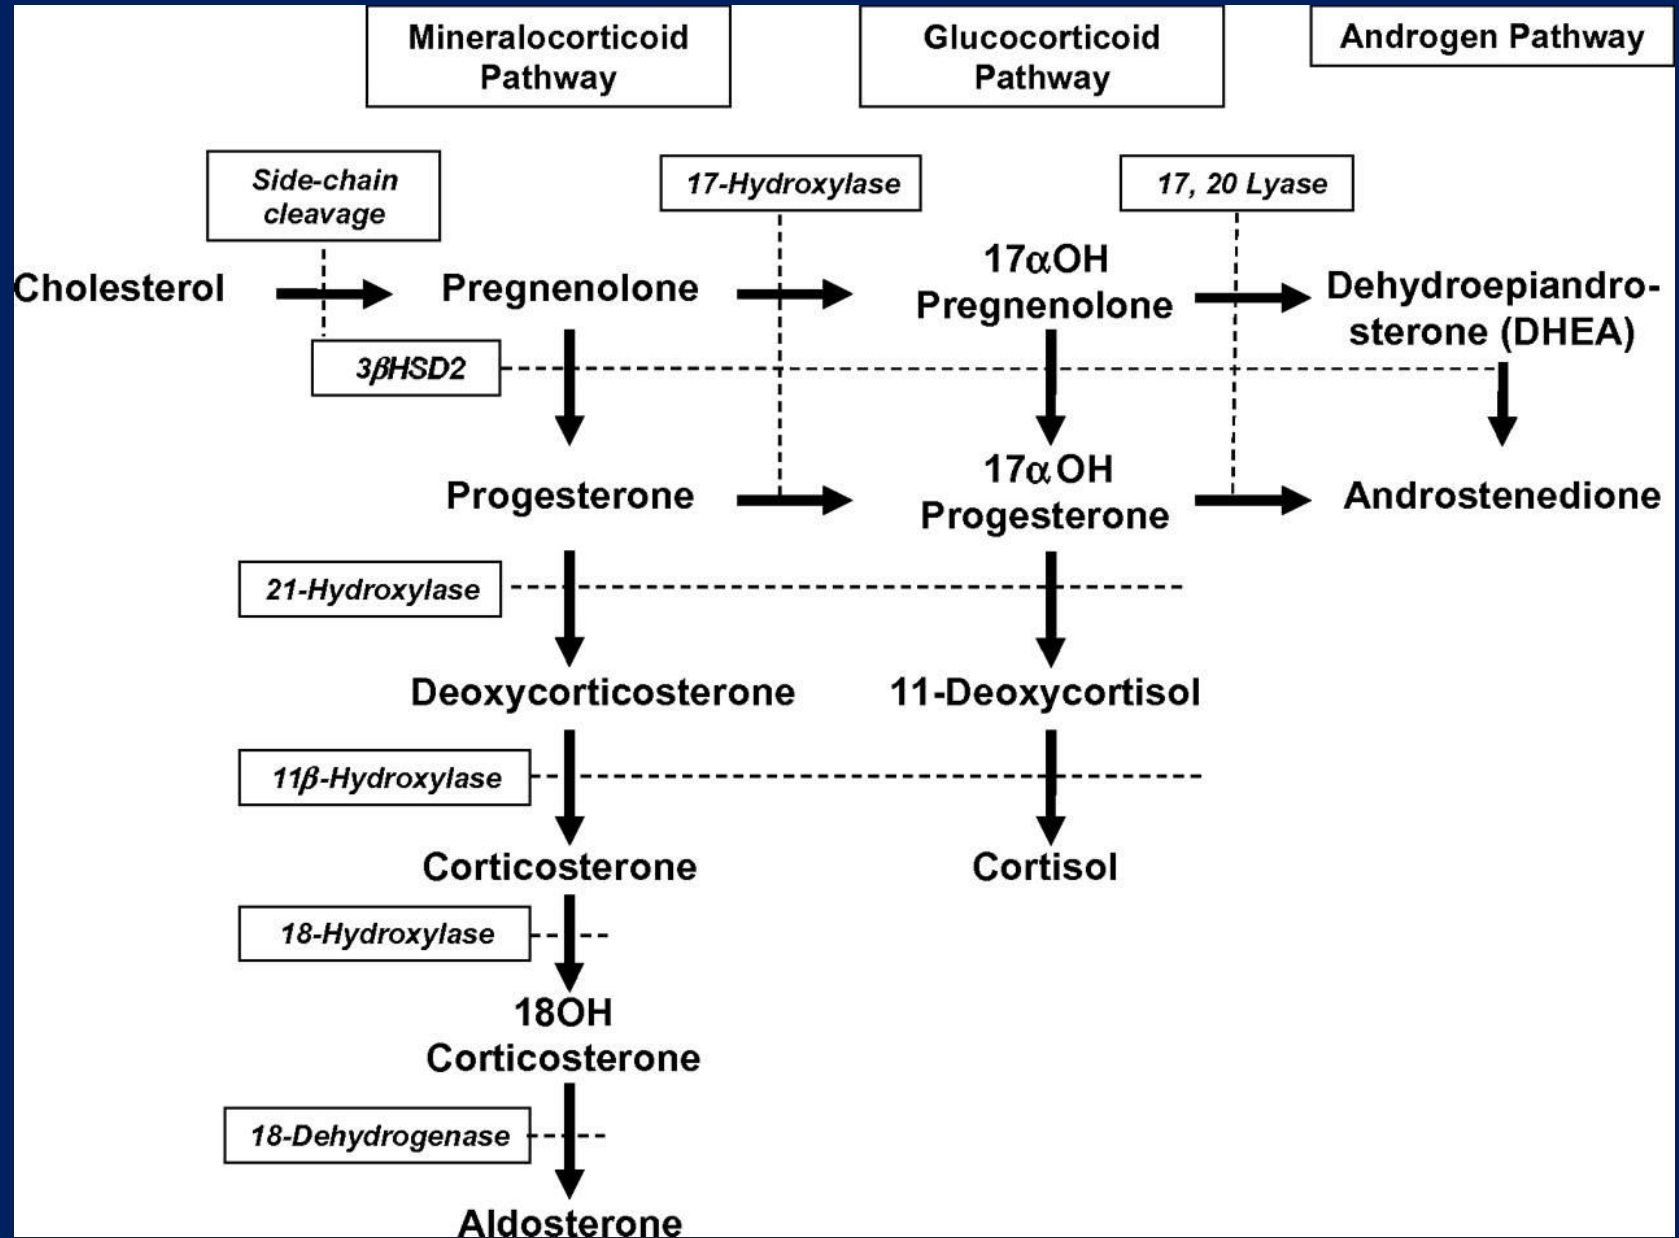 Mineralocorticoid
Pathway
Glucocorticoid
Pathway
Androgen Pathway
Side-chain
cleavage
17-Hydroxylase
17, 20 Lyase
Cholesterol
Pregnenolone
17αOH
Pregnenolone
Dehydroepiandro-
sterone (DHEA)
3βHSD2
Progesterone
17α OH
Progesterone
Androstenedione
21-Hydroxylase
Deoxycorticosterone
11-Deoxycortisol
11β-Hydroxylase
Corticosterone
Cortisol
18-Hydroxylase
18OH
Corticosterone
18-Dehydrogenase
Aldosterone